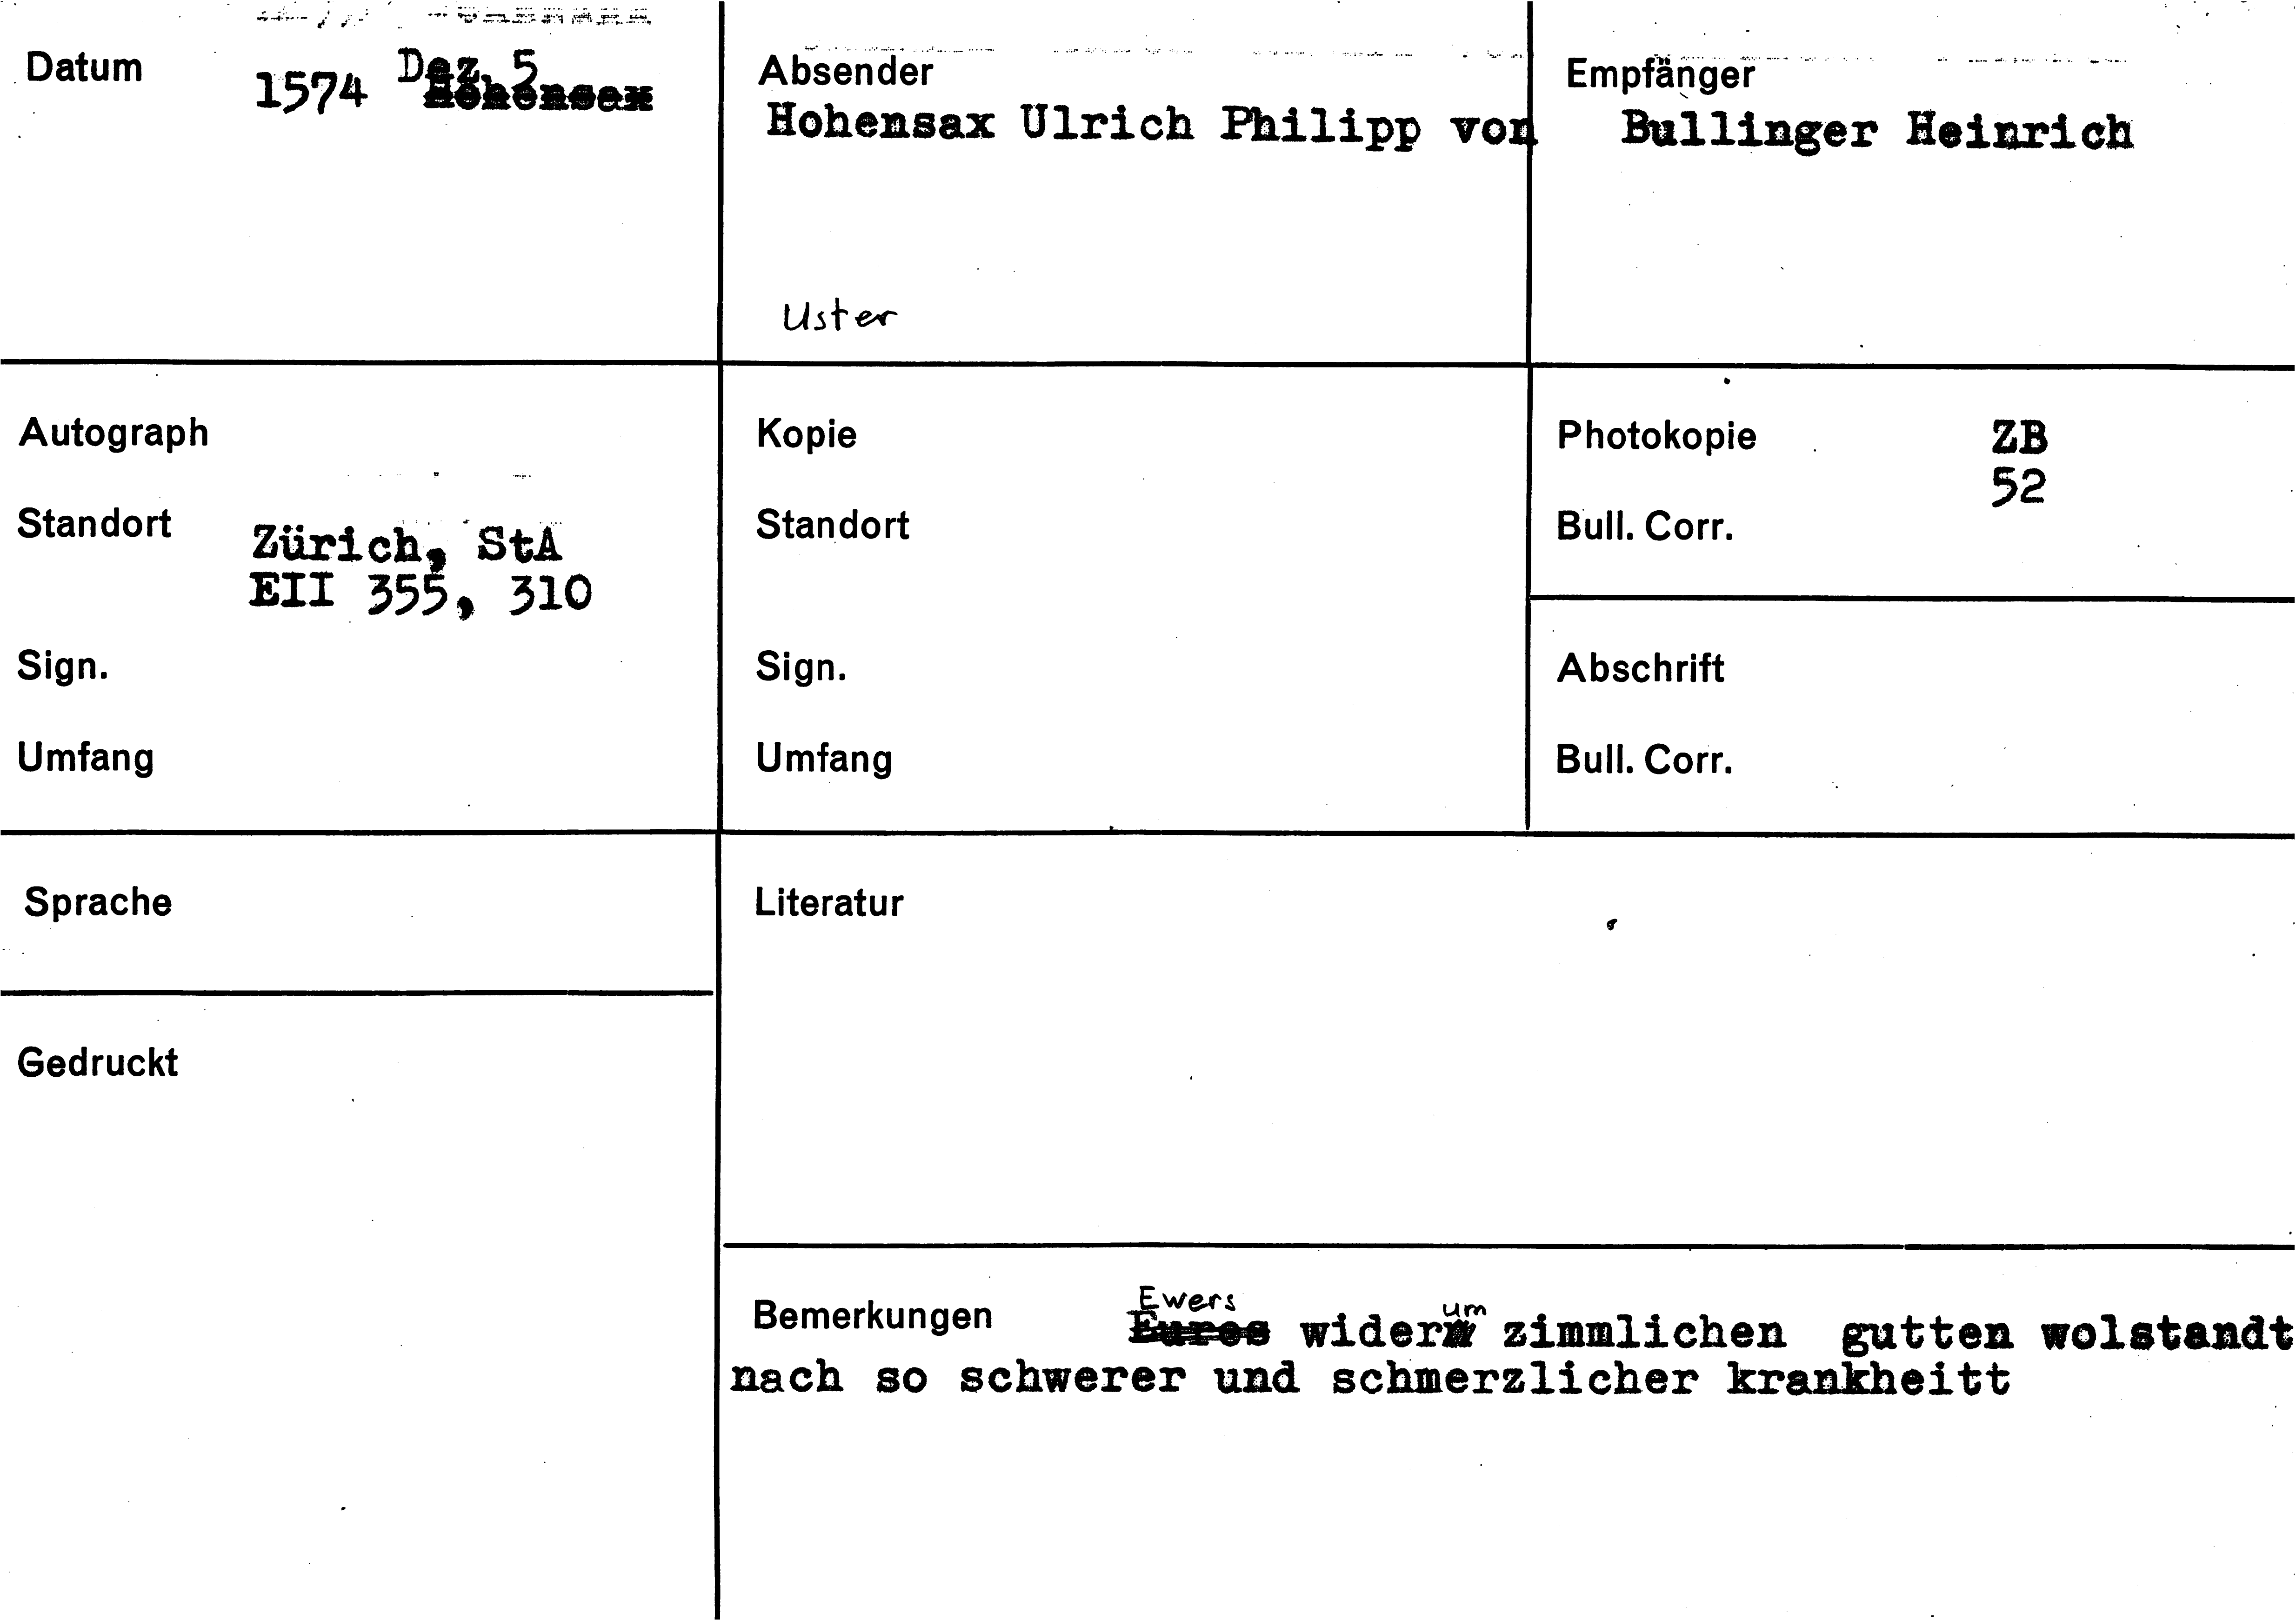 Datum
1574 Dez. 5
Absender
Hohensax Ulrich Philipp von
Uster
Empfänger
Bullinger Heinrich
Autograph
Standort
Zürich, StA
EII 355, 310
Sign.
Umfang
Kopie
Standort
Sign.
Umfang
Photokopie ZB
52
Bull. Corr.
Abschrift
Bull. Corr.
Sprache
Gedruckt
Literatur
Bemerkungen
Ewers widerum zimmlichen gutten wolstandt
nach so schwerer und schmerzlicher krankheitt